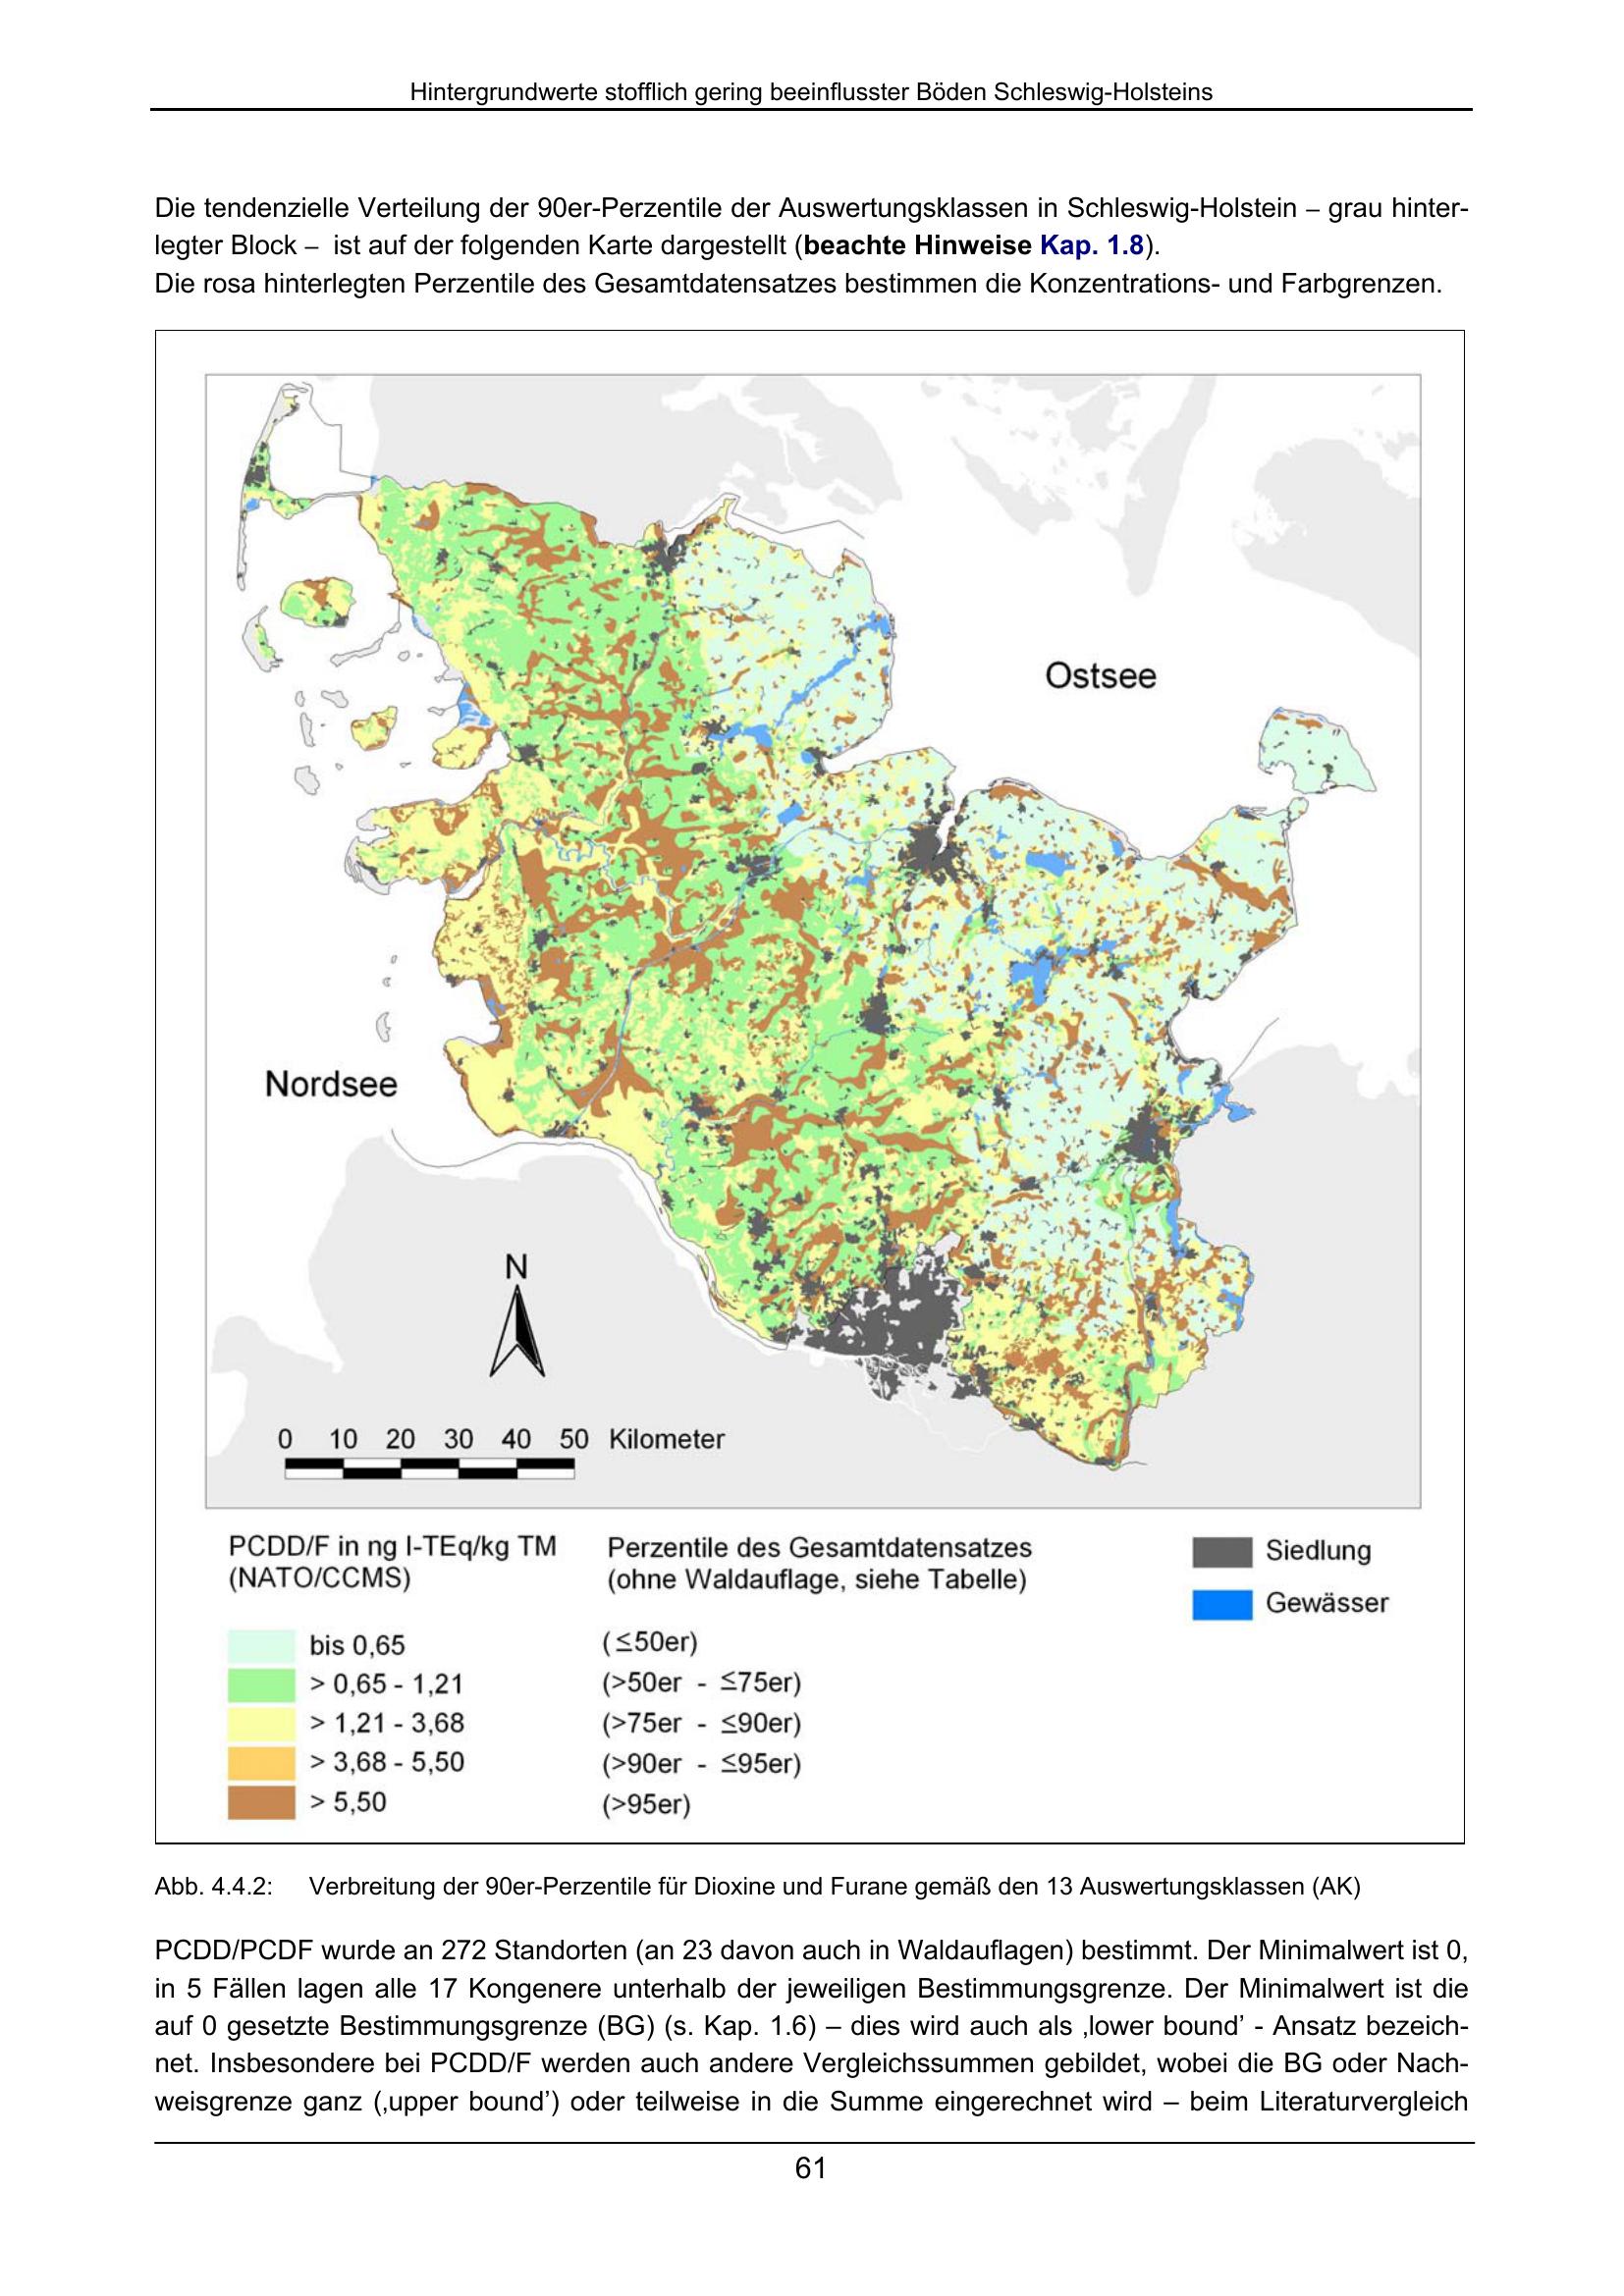 Hintergrundwerte stofflich gering beeinflusster Böden Schleswig-Holsteins
Die tendenzielle Verteilung der 90er-Perzentile der Auswertungsklassen in Schleswig-Holstein – grau hinter-
legter Block – ist auf der folgenden Karte dargestellt (beachte Hinweise Kap. 1.8).
Die rosa hinterlegten Perzentile des Gesamtdatensatzes bestimmen die Konzentrations- und Farbgrenzen.
Ostsee
Nordsee
N
0 10 20 30 40 50 Kilometer
PCDD/F in ng I-TEq/kg TM
(NATO/CCMS)
Perzentile des Gesamtdatensatzes
(ohne Waldauflage, siehe Tabelle)
Siedlung
Gewässer
bis 0,65 (≤50er)
> 0,65 - 1,21 (>50er - ≤75er)
> 1,21 - 3,68 (>75er - ≤90er)
> 3,68 - 5,50 (>90er - ≤95er)
> 5,50 (>95er)
Abb. 4.4.2: Verbreitung der 90er-Perzentile für Dioxine und Furane gemäß den 13 Auswertungsklassen (AK)
PCDD/PCDF wurde an 272 Standorten (an 23 davon auch in Waldauflagen) bestimmt. Der Minimalwert ist 0,
in 5 Fällen lagen alle 17 Kongenere unterhalb der jeweiligen Bestimmungsgrenze. Der Minimalwert ist die
auf 0 gesetzte Bestimmungsgrenze (BG) (s. Kap. 1.6) – dies wird auch als ‚lower bound’ - Ansatz bezeich-
net. Insbesondere bei PCDD/F werden auch andere Vergleichssummen gebildet, wobei die BG oder Nach-
weisgrenze ganz (‚upper bound’) oder teilweise in die Summe eingerechnet wird – beim Literaturvergleich
61